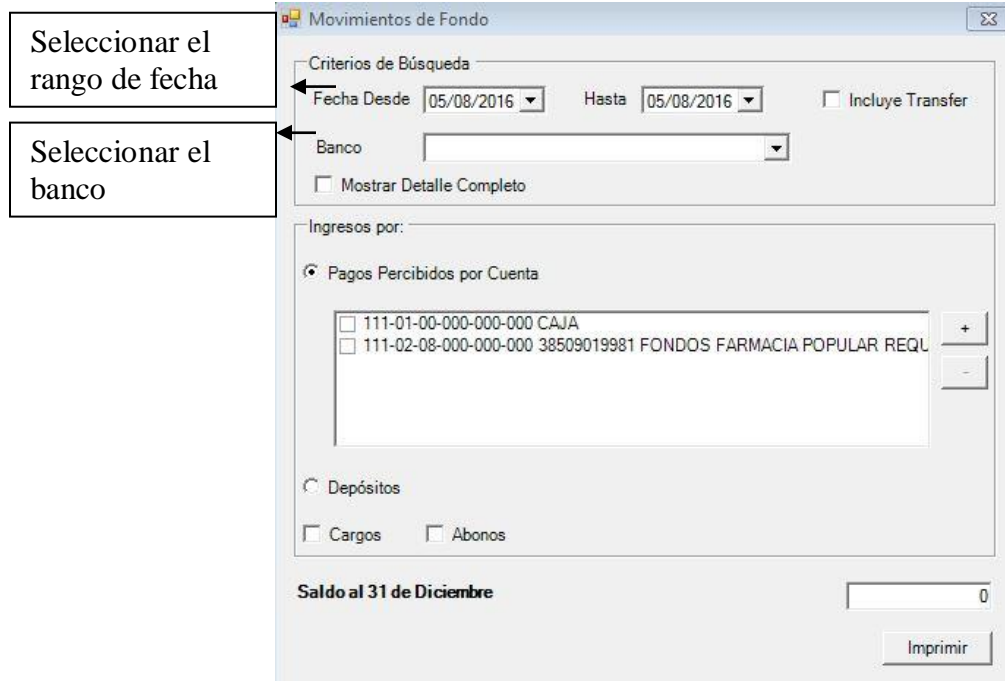 Seleccionar el
rango de fecha
Seleccionar el
banco
Movimientos de Fondo
Criterios de Búsqueda
Fecha Desde 05/08/2016 Hasta 05/08/2016 Incluye Transfer
Banco
Mostrar Detalle Completo
Ingresos por:
Pagos Percibidos por Cuenta
111-01-00-000-000-000 CAJA
111-02-08-000-000-000 38509019981 FONDOS FARMACIA POPULAR REQU
+
-
Depósitos
Cargos Abonos
Saldo al 31 de Diciembre 0
Imprimir